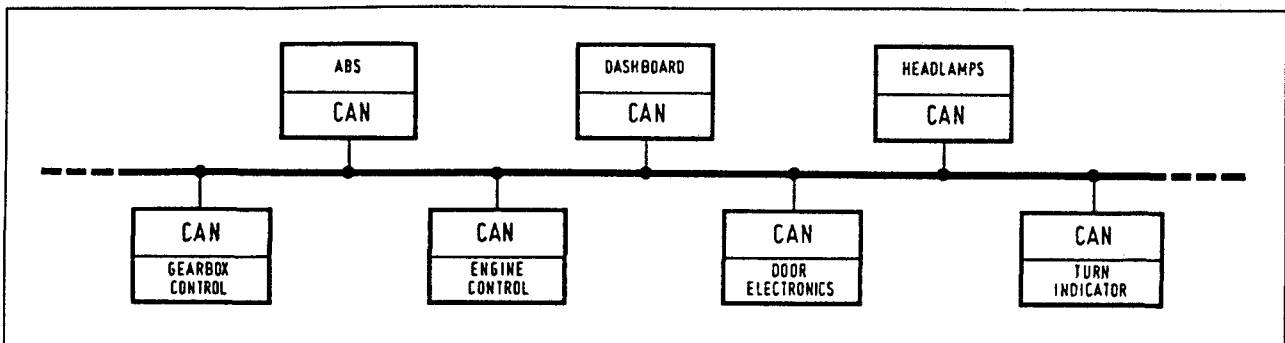 ABS
CAN
DASHBOARD
CAN
HEADLAMPS
CAN
CAN
GEARBOX
CONTROL
CAN
ENGINE
CONTROL
CAN
DOOR
ELECTRONICS
CAN
TURN
INDICATOR